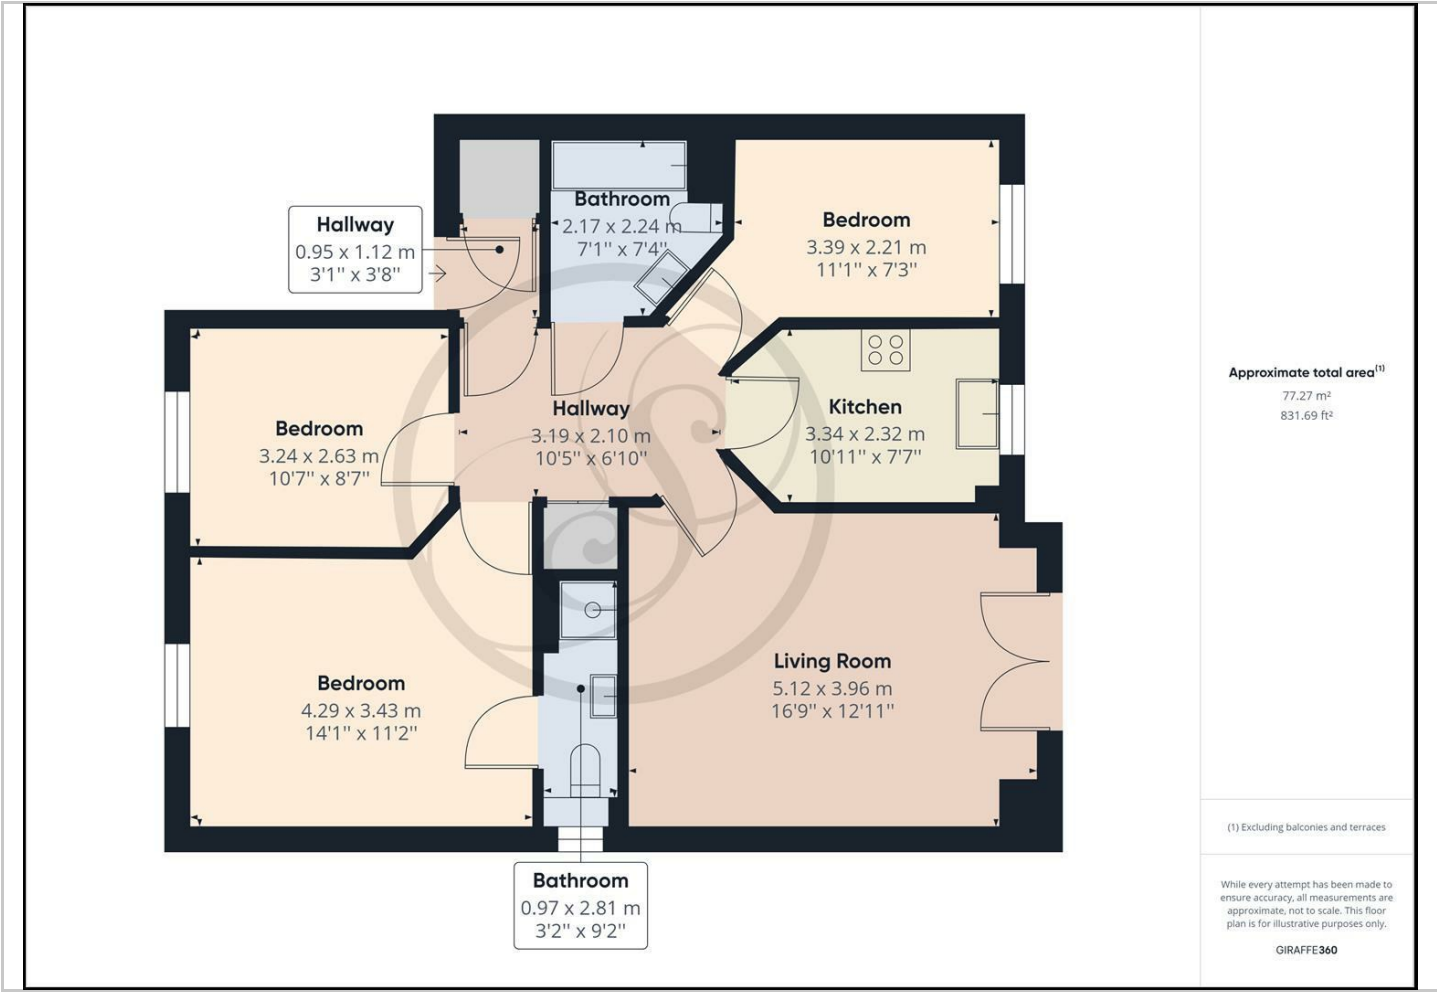 Hallway
0.95 x 1.12 m
3'1'' x 3'8''
Bathroom
2.17 x 2.24 m
7'1'' x 7'4''
Bedroom
3.39 x 2.21 m
11'1'' x 7'3''
Bedroom
3.24 x 2.63 m
10'7'' x 8'7''
Hallway
3.19 x 2.10 m
10'5'' x 6'10''
Kitchen
3.34 x 2.32 m
10'11'' x 7'7''
Bedroom
4.29 x 3.43 m
14'1'' x 11'2''
Living Room
5.12 x 3.96 m
16'9'' x 12'11''
Bathroom
0.97 x 2.81 m
3'2'' x 9'2''
Approximate total area(1)
77.27 m²
831.69 ft²
(1) Excluding balconies and terraces
While every attempt has been made to
ensure accuracy, all measurements are
approximate, not to scale. This floor
plan is for illustrative purposes only.
GIRAFFE360